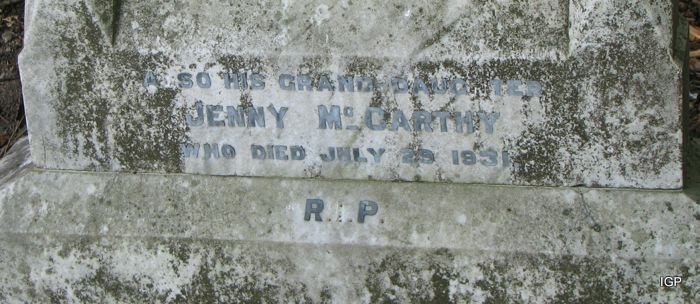 ALSO HIS GRAND DAUGHTER
JENNY McCARTHY
WHO DIED JULY 29 1931
R.I.P.
IGP